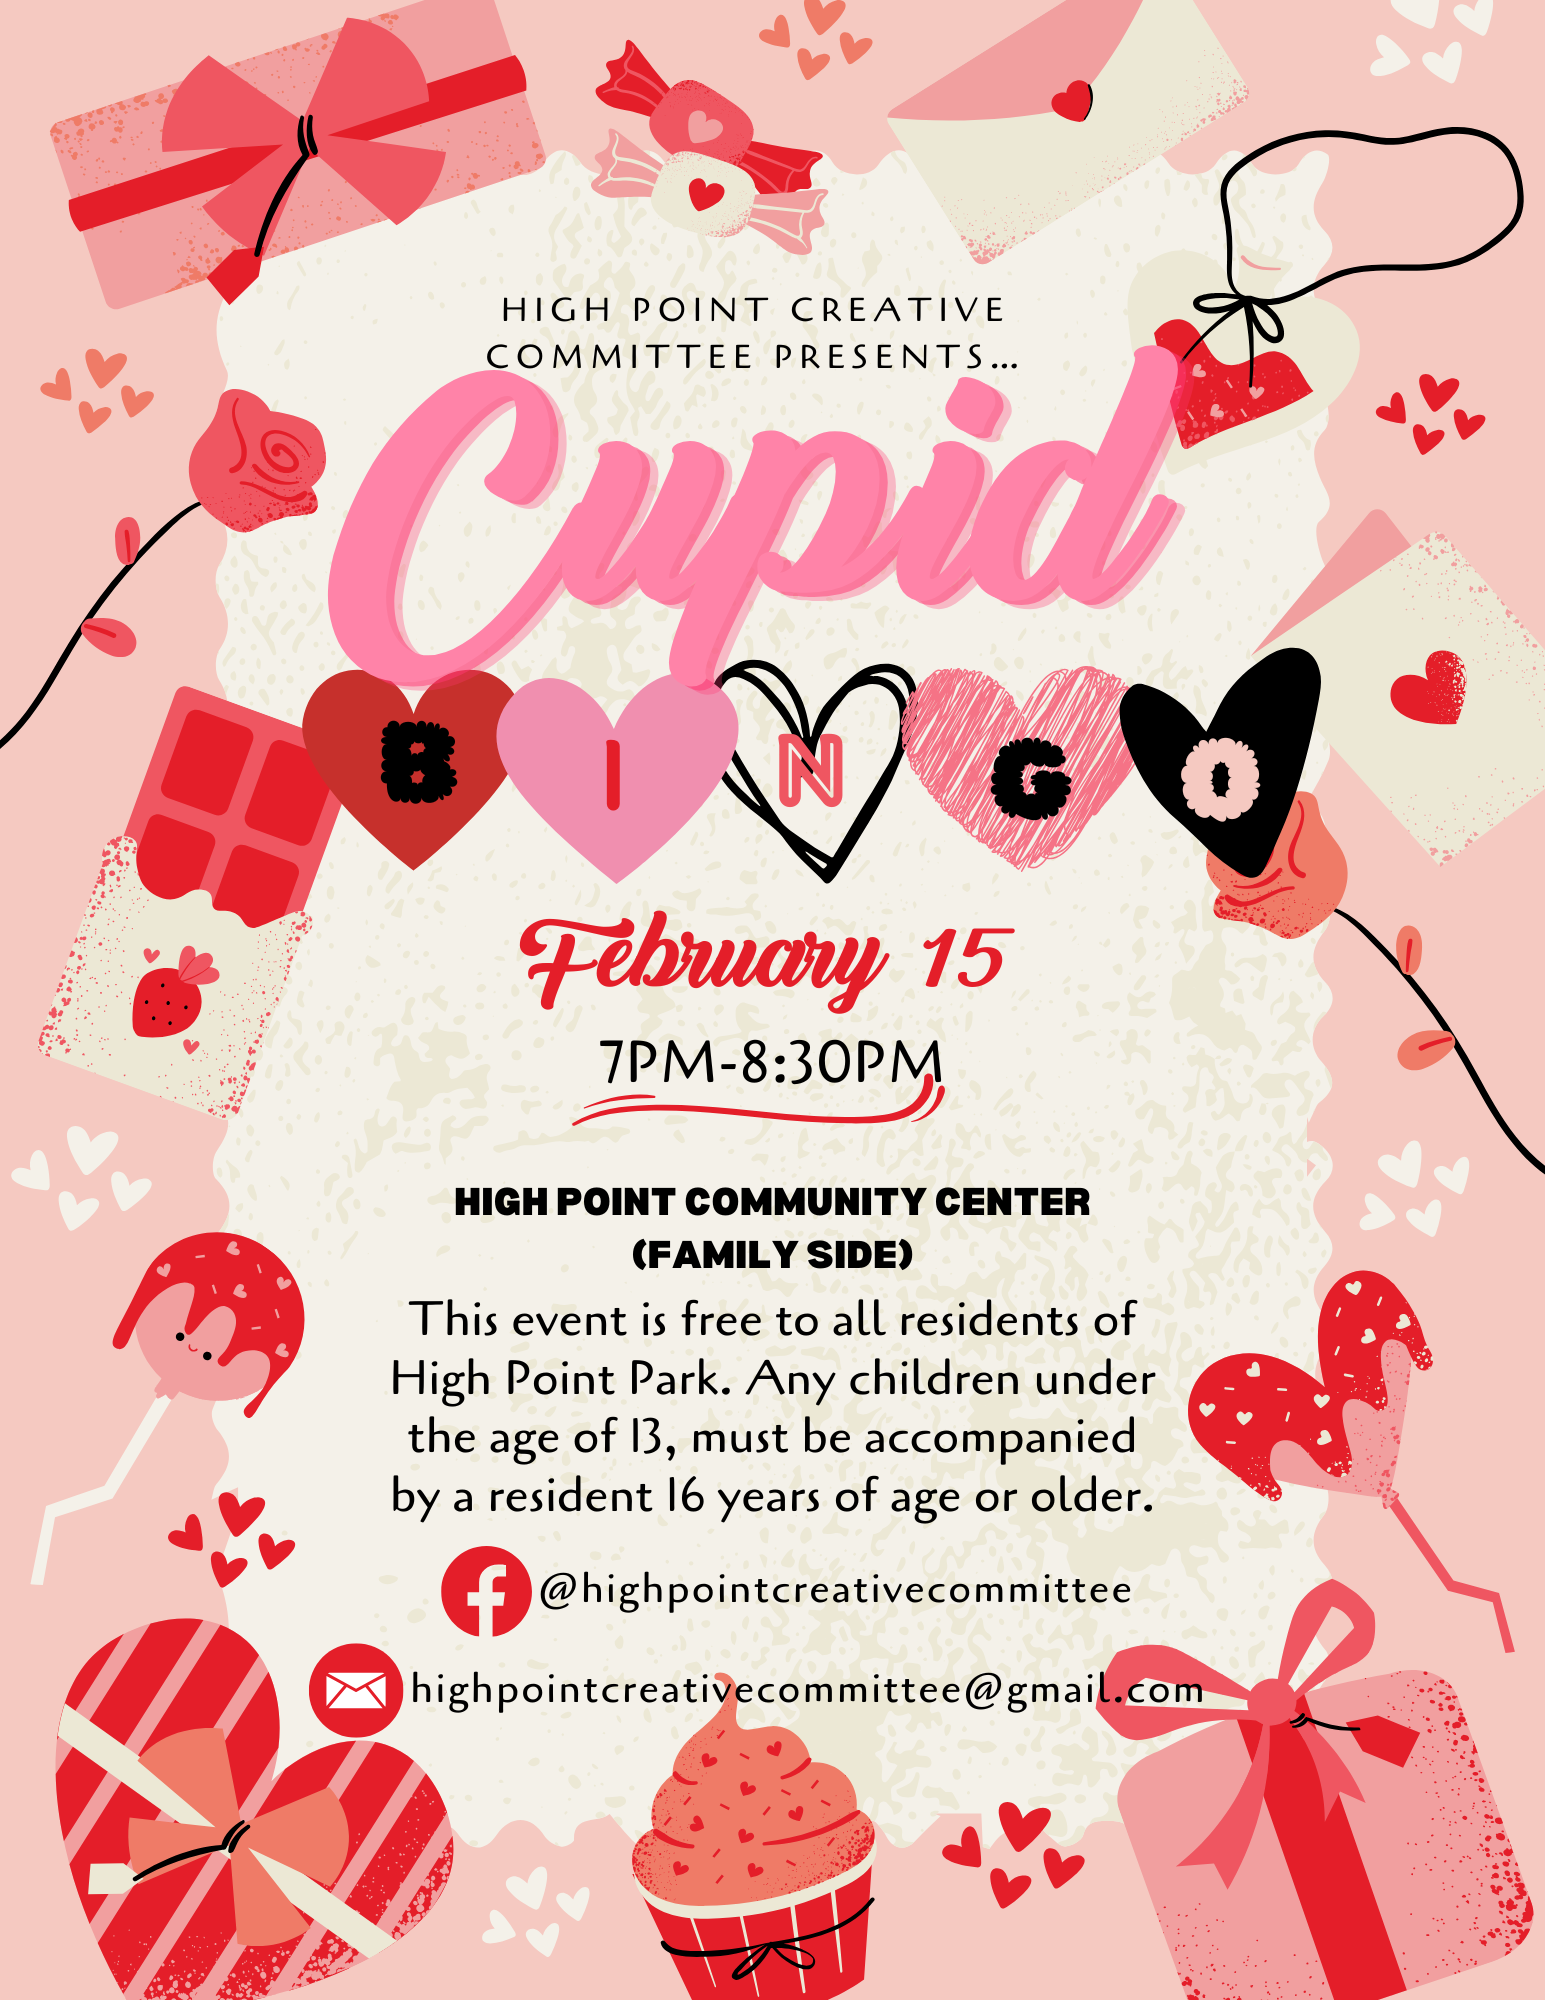 HIGH POINT CREATIVE
COMMITTEE PRESENTS...
Cupid
BINGO
February 15
7PM-8:30PM
HIGH POINT COMMUNITY CENTER
(FAMILY SIDE)
This event is free to all residents of
High Point Park. Any children under
the age of 13, must be accompanied
by a resident 16 years of age or older.
@highpointcreativecommittee
highpointcreativecommittee@gmail.com